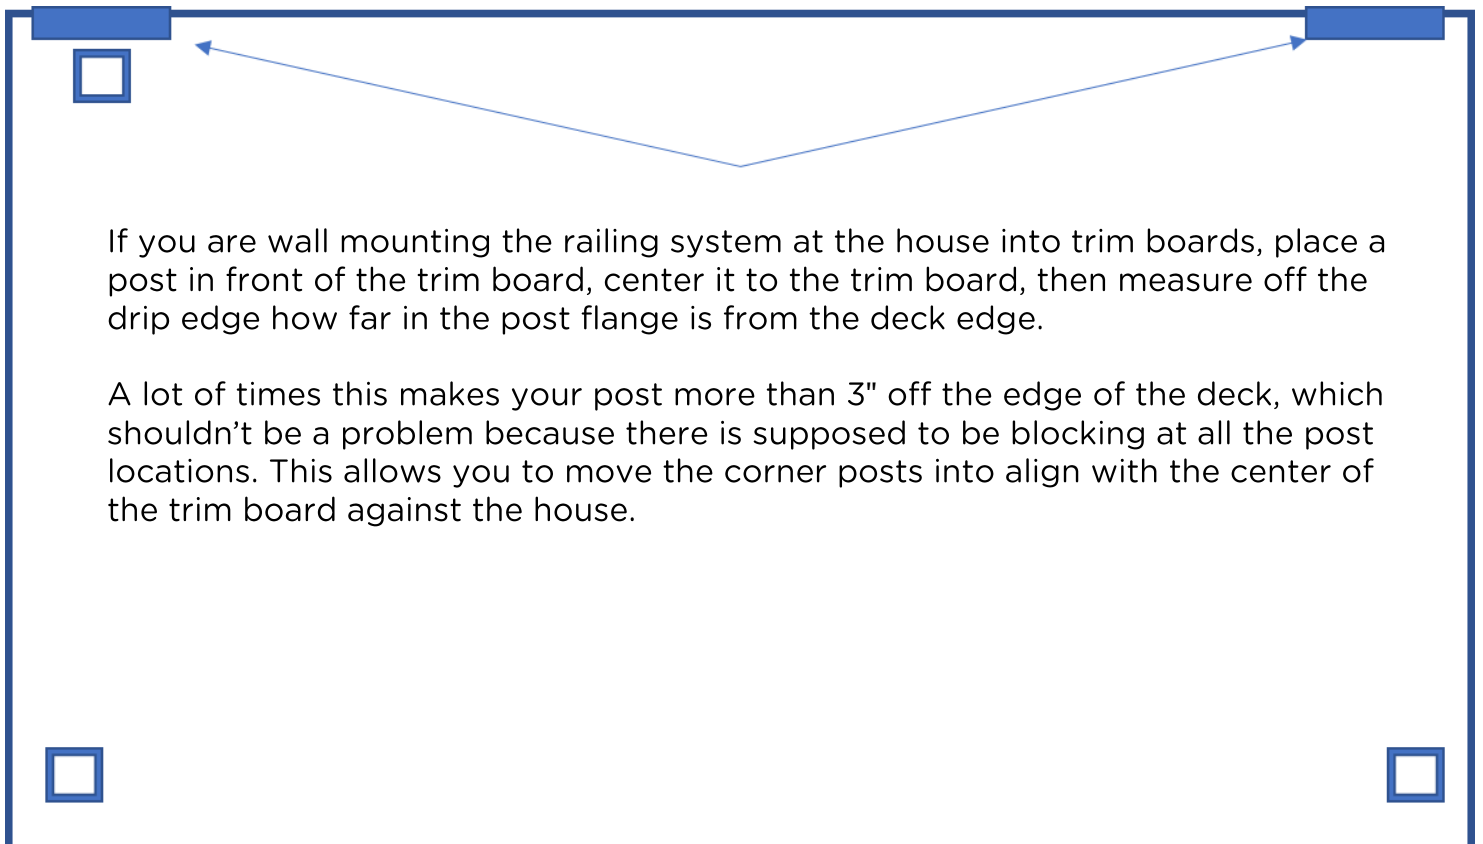 If you are wall mounting the railing system at the house into trim boards, place a
post in front of the trim board, center it to the trim board, then measure off the
drip edge how far in the post flange is from the deck edge.
A lot of times this makes your post more than 3" off the edge of the deck, which
shouldn’t be a problem because there is supposed to be blocking at all the post
locations. This allows you to move the corner posts into align with the center of
the trim board against the house.